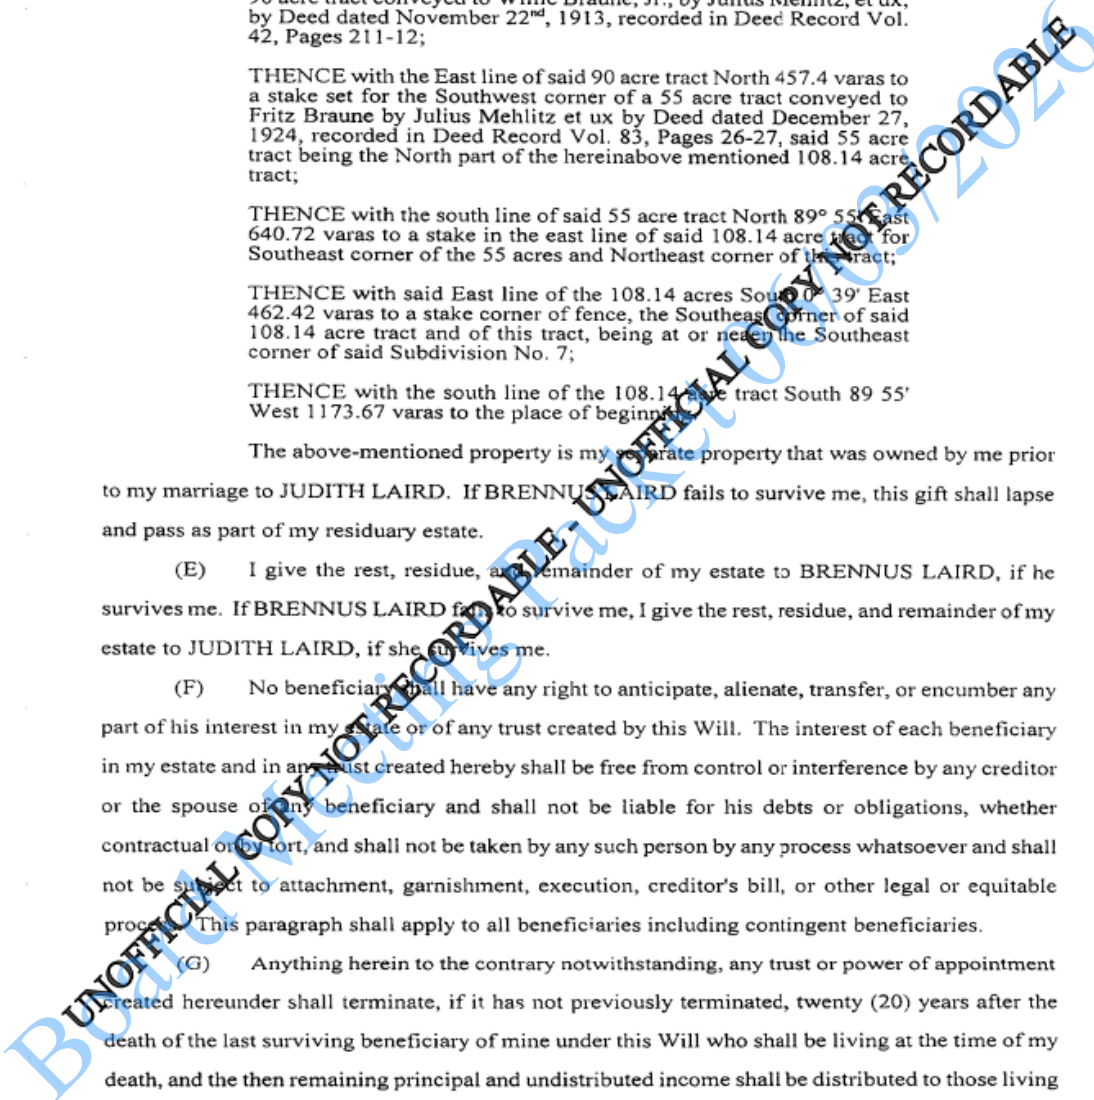 90 acre tract conveyed to Willie Braune, Jr., by Julius Mehlitz, et ux,
by Deed dated November 22nd, 1913, recorded in Deed Record Vol.
42, Pages 211-12;
THENCE with the East line of said 90 acre tract North 457.4 varas to
a stake set for the Southwest corner of a 55 acre tract conveyed to
Fritz Braune by Julius Mehlitz et ux by Deed dated December 27,
1924, recorded in Deed Record Vol. 83, Pages 26-27, said 55 acre
tract being the North part of the hereinabove mentioned 108.14 acre
tract;
THENCE with the south line of said 55 acre tract North 89° 55' East
640.72 varas to a stake in the east line of said 108.14 acre tract for
Southeast corner of the 55 acres and Northeast corner of this tract;
THENCE with said East line of the 108.14 acres South 0° 39' East
462.42 varas to a stake corner of fence, the Southeast corner of said
108.14 acre tract and of this tract, being at or near the Southeast
corner of said Subdivision No. 7;
THENCE with the south line of the 108.14 acre tract South 89 55'
West 1173.67 varas to the place of beginning.
The above-mentioned property is my separate property that was owned by me prior
to my marriage to JUDITH LAIRD. If BRENNUS LAIRD fails to survive me, this gift shall lapse
and pass as part of my residuary estate.
(E) I give the rest, residue, and remainder of my estate to BRENNUS LAIRD, if he
survives me. If BRENNUS LAIRD fails to survive me, I give the rest, residue, and remainder of my
estate to JUDITH LAIRD, if she survives me.
(F) No beneficiary shall have any right to anticipate, alienate, transfer, or encumber any
part of his interest in my estate or of any trust created by this Will. The interest of each beneficiary
in my estate and in any trust created hereby shall be free from control or interference by any creditor
or the spouse of any beneficiary and shall not be liable for his debts or obligations, whether
contractual or by tort, and shall not be taken by any such person by any process whatsoever and shall
not be subject to attachment, garnishment, execution, creditor's bill, or other legal or equitable
process. This paragraph shall apply to all beneficiaries including contingent beneficiaries.
(G) Anything herein to the contrary notwithstanding, any trust or power of appointment
created hereunder shall terminate, if it has not previously terminated, twenty (20) years after the
death of the last surviving beneficiary of mine under this Will who shall be living at the time of my
death, and the then remaining principal and undistributed income shall be distributed to those living
UNOFFICIAL COPY NOT RECORDABLE - UNOFFICIAL COPY NOT RECORDABLE
Board Meeting Packet 06/03/2026